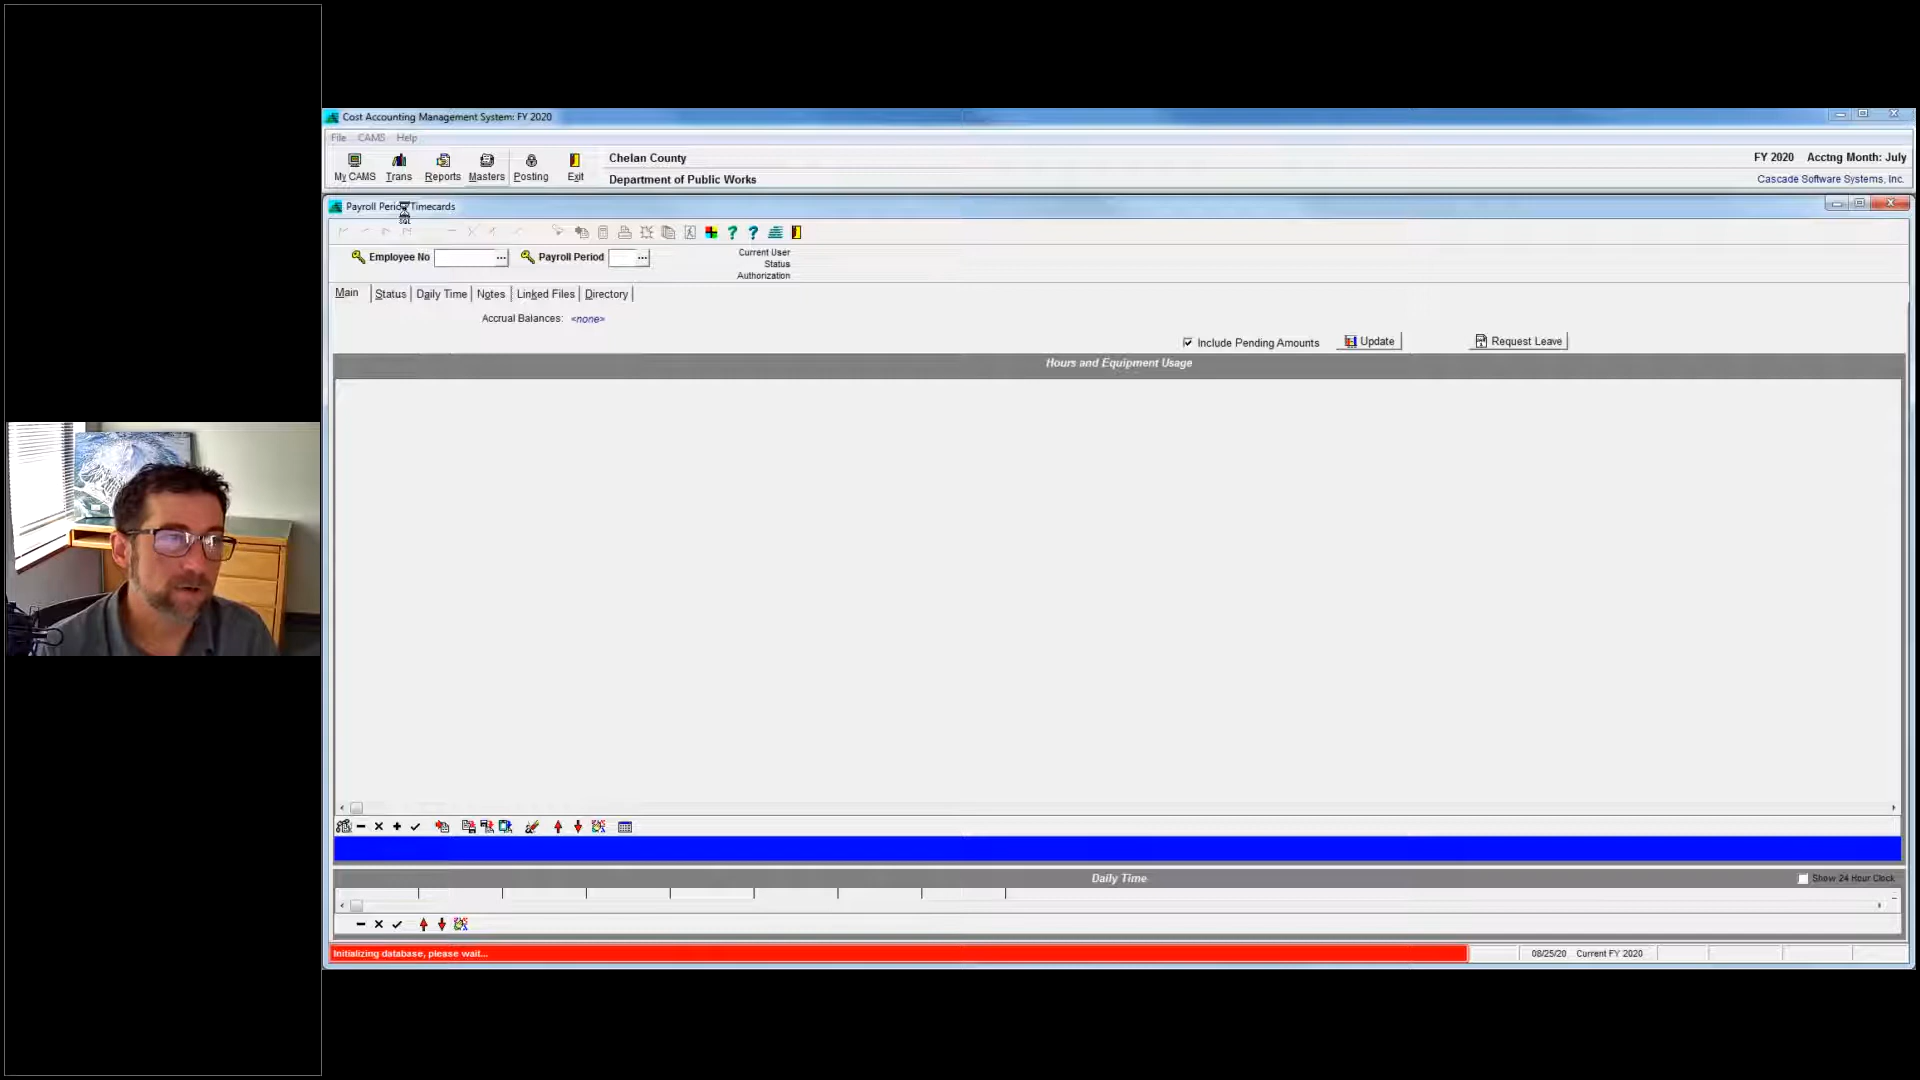 Cost Accounting Management System: FY 2020
File CAMS Help
My CAMS Trans Reports Masters Posting Exit
Chelan County
Department of Public Works
FY 2020 Acctng Month: July
Cascade Software Systems, Inc.
Payroll Period Timecards
Employee No ... Payroll Period ...
Current User
Status
Authorization
Main Status Daily Time Notes Linked Files Directory
Accrual Balances: <none>
Include Pending Amounts Update Request Leave
Hours and Equipment Usage
Daily Time
Show 24 Hour Clock
Initializing database, please wait...
08/25/20 Current FY 2020